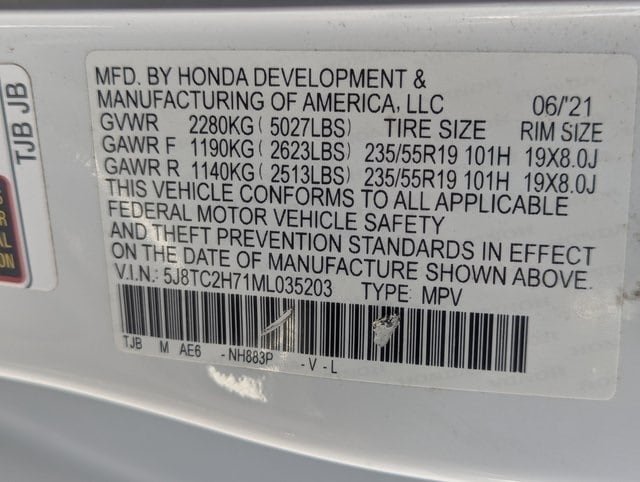 TJB JB
MFD. BY HONDA DEVELOPMENT &
MANUFACTURING OF AMERICA, LLC 06/'21
GVWR 2280KG ( 5027LBS) TIRE SIZE RIM SIZE
GAWR F 1190KG ( 2623LBS) 235/55R19 101H 19X8.0J
GAWR R 1140KG ( 2513LBS) 235/55R19 101H 19X8.0J
THIS VEHICLE CONFORMS TO ALL APPLICABLE
FEDERAL MOTOR VEHICLE SAFETY
AND THEFT PREVENTION STANDARDS IN EFFECT
ON THE DATE OF MANUFACTURE SHOWN ABOVE.
V.I.N.: 5J8TC2H71ML035203 TYPE: MPV
TJB M AE6 -NH883P -V-L